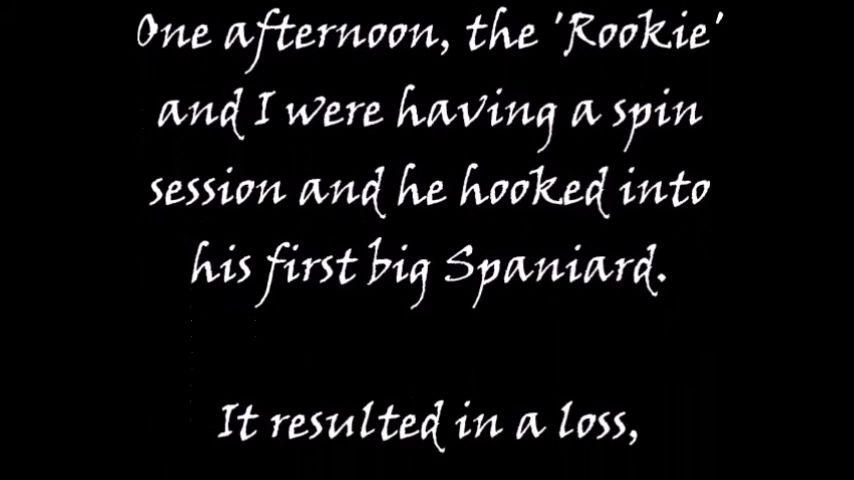 One afternoon, the 'Rookie'
and I were having a spin
session and he hooked into
his first big Spaniard.
It resulted in a loss,